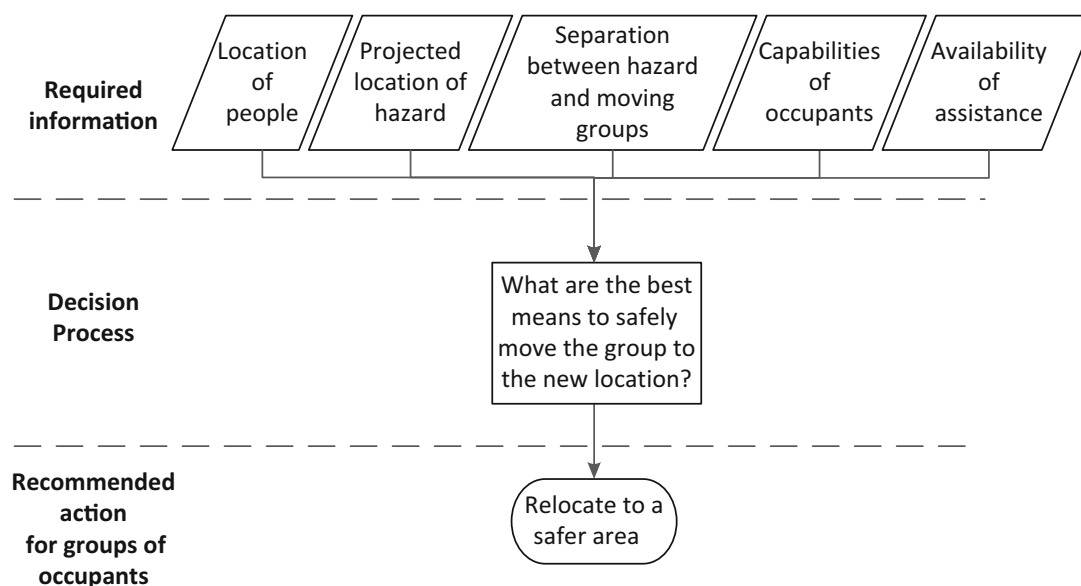 Required
information
Location
of
people
Projected
location of
hazard
Separation
between hazard
and moving
groups
Capabilities
of
occupants
Availability
of
assistance
Decision
Process
What are the best
means to safely
move the group to
the new location?
Recommended
action
for groups of
occupants
Relocate to a
safer area